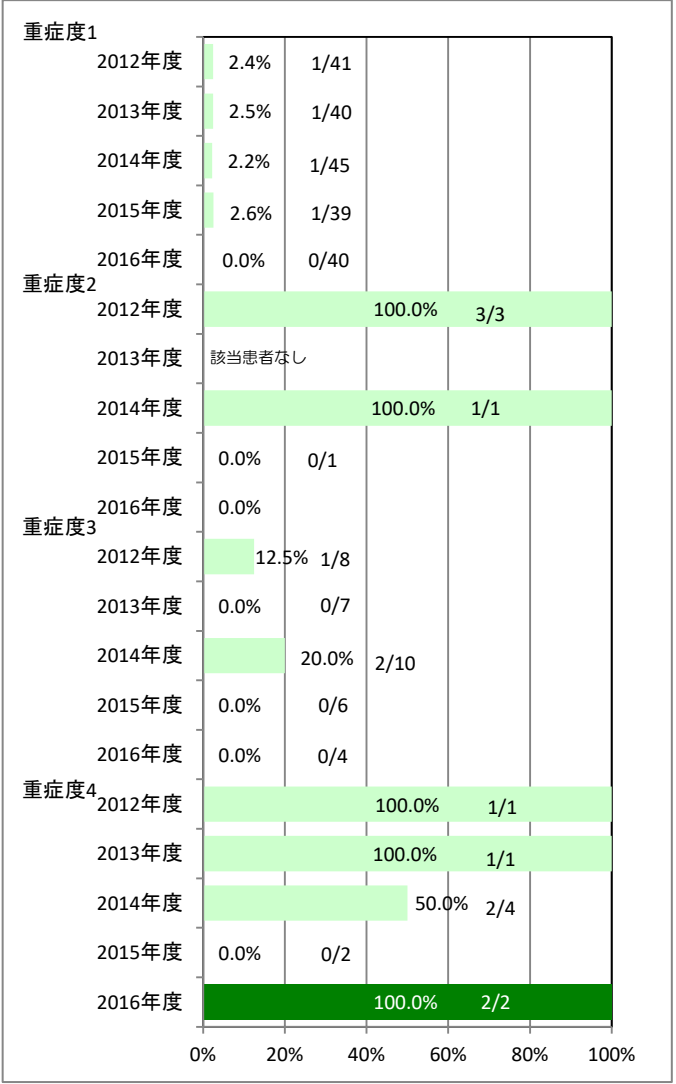 重症度1
2012年度 2.4% 1/41
2013年度 2.5% 1/40
2014年度 2.2% 1/45
2015年度 2.6% 1/39
2016年度 0.0% 0/40
重症度2
2012年度 100.0% 3/3
2013年度 該当患者なし
2014年度 100.0% 1/1
2015年度 0.0% 0/1
2016年度 0.0%
重症度3
2012年度 12.5% 1/8
2013年度 0.0% 0/7
2014年度 20.0% 2/10
2015年度 0.0% 0/6
2016年度 0.0% 0/4
重症度4
2012年度 100.0% 1/1
2013年度 100.0% 1/1
2014年度 50.0% 2/4
2015年度 0.0% 0/2
2016年度 100.0% 2/2
0% 20% 40% 60% 80% 100%